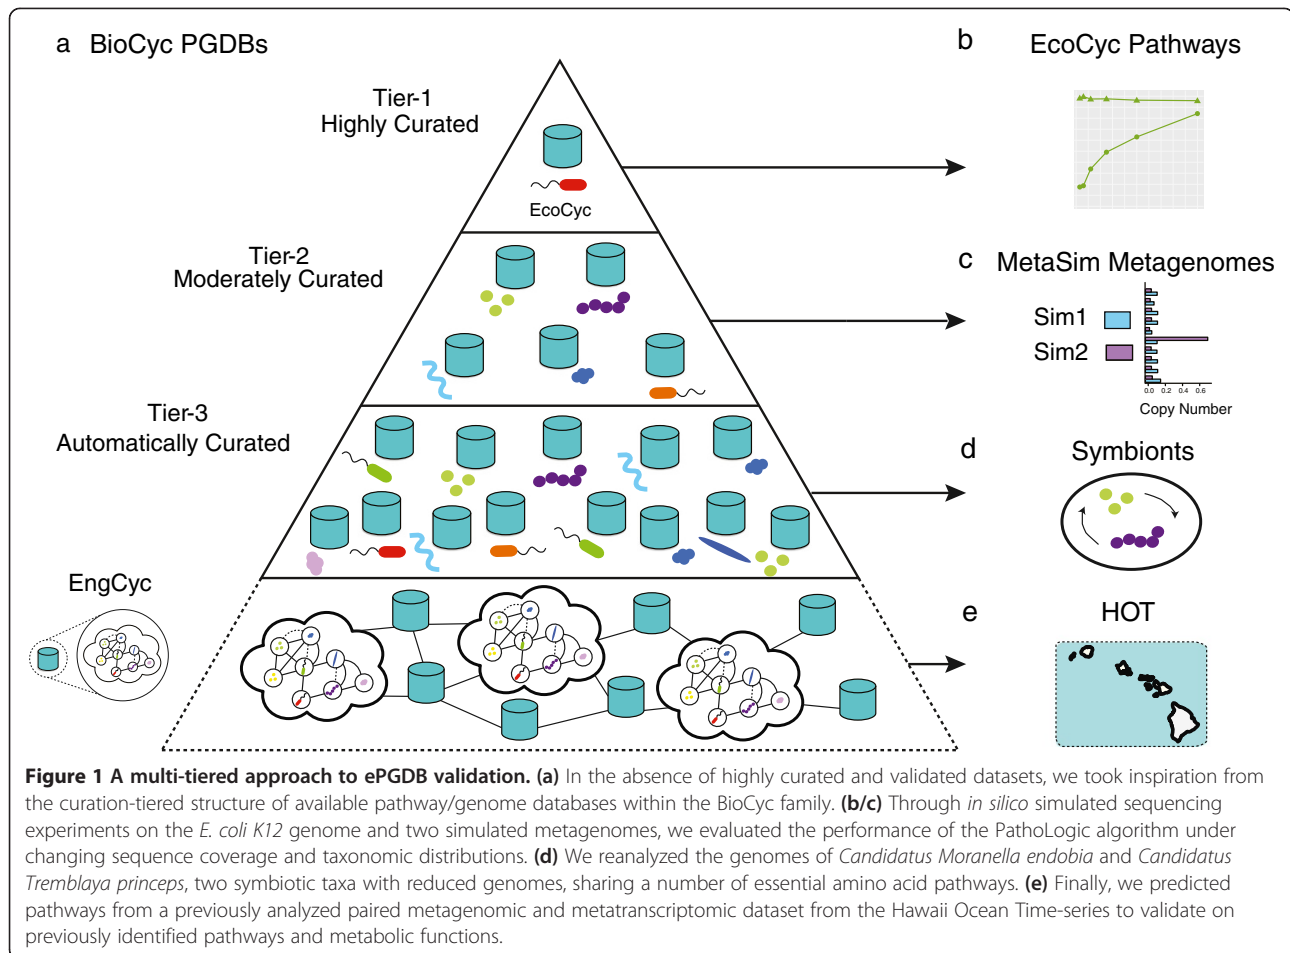 a BioCyc PGDBs
Tier-1
Highly Curated
EcoCyc
Tier-2
Moderately Curated
Tier-3
Automatically Curated
EngCyc
b EcoCyc Pathways
c MetaSim Metagenomes
Sim1
Sim2
0.0 0.2 0.4 0.6
Copy Number
d Symbionts
e HOT
Figure 1 A multi-tiered approach to ePGDB validation. (a) In the absence of highly curated and validated datasets, we took inspiration from
the curation-tiered structure of available pathway/genome databases within the BioCyc family. (b/c) Through in silico simulated sequencing
experiments on the E. coli K12 genome and two simulated metagenomes, we evaluated the performance of the PathoLogic algorithm under
changing sequence coverage and taxonomic distributions. (d) We reanalyzed the genomes of Candidatus Moranella endobia and Candidatus
Tremblaya princeps, two symbiotic taxa with reduced genomes, sharing a number of essential amino acid pathways. (e) Finally, we predicted
pathways from a previously analyzed paired metagenomic and metatranscriptomic dataset from the Hawaii Ocean Time-series to validate on
previously identified pathways and metabolic functions.